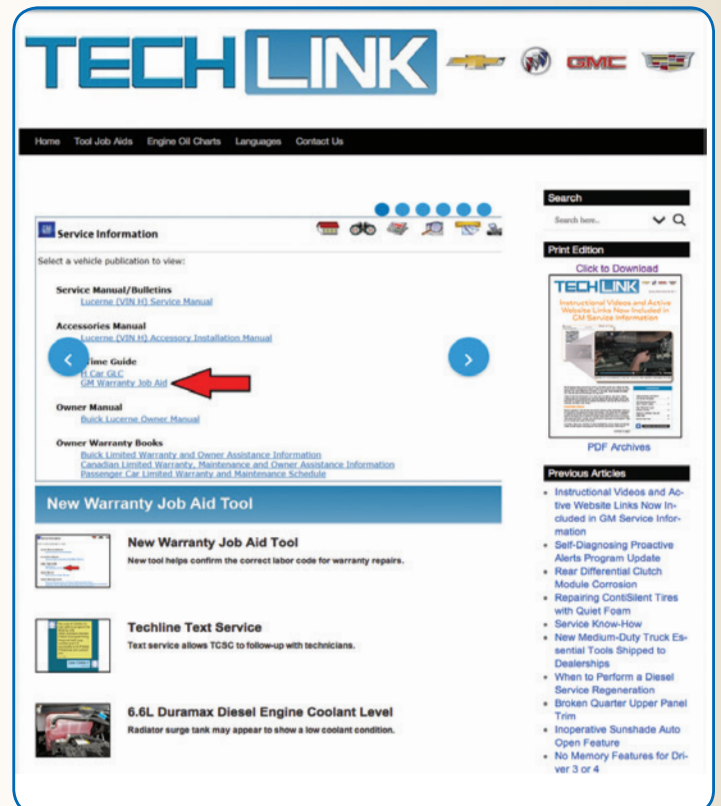 TECHLINK
GMC
Home Tool Job Aids Engine Oil Charts Languages Contact Us
Service Information
Select a vehicle publication to view:
Service Manual/Bulletins
Lucerne (VIN H) Service Manual
Accessories Manual
Lucerne (VIN H) Accessory Installation Manual
Time Guide
H Car GLC
GM Warranty Job Aid
Owner Manual
Buick Lucerne Owner Manual
Owner Warranty Books
Buick Limited Warranty and Owner Assistance Information
Canadian Limited Warranty, Maintenance and Owner Assistance Information
Passenger Car Limited Warranty and Maintenance Schedule
New Warranty Job Aid Tool
New Warranty Job Aid Tool
New tool helps confirm the correct labor code for warranty repairs.
Techline Text Service
Text service allows TCSC to follow-up with technicians.
6.6L Duramax Diesel Engine Coolant Level
Radiator surge tank may appear to show a low coolant condition.
Search
Search here..
Print Edition
Click to Download
TECHLINK
Instructional Videos and Active
Website Links Now Included in
GM Service Information
PDF Archives
Previous Articles
Instructional Videos and Ac-
tive Website Links Now In-
cluded in GM Service Infor-
mation
Self-Diagnosing Proactive
Alerts Program Update
Rear Differential Clutch
Module Corrosion
Repairing ContiSilent Tires
with Quiet Foam
Service Know-How
New Medium-Duty Truck Es-
sential Tools Shipped to
Dealerships
When to Perform a Diesel
Service Regeneration
Broken Quarter Upper Panel
Trim
Inoperative Sunshade Auto
Open Feature
No Memory Features for Dri-
ver 3 or 4